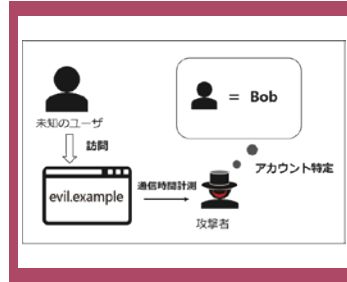 = Bob
未知のユーザ
訪問
アカウント特定
evil.example
通信時間計測
攻撃者